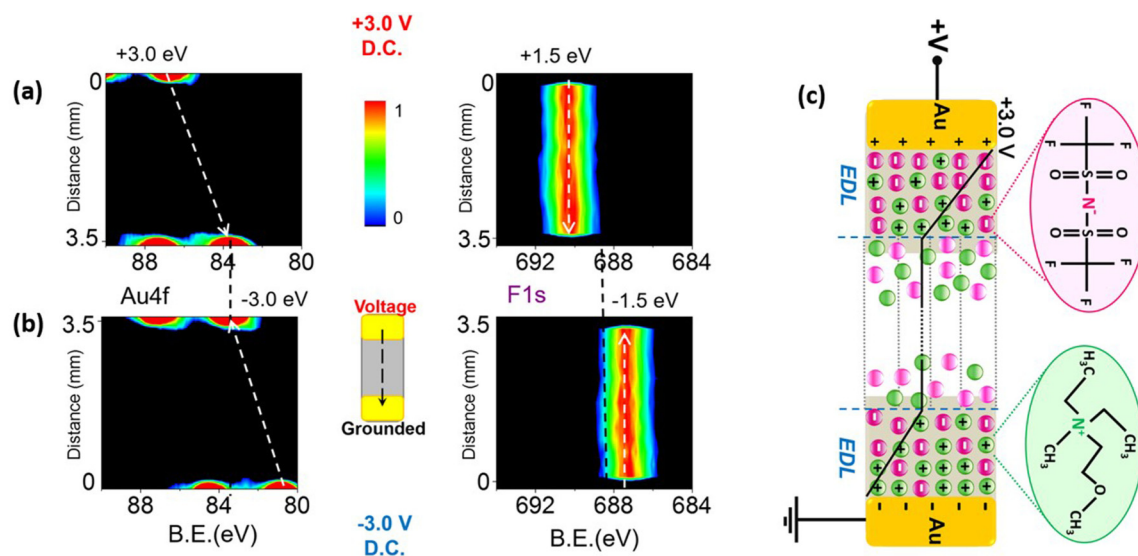 +3.0 V
D.C.
(a)
+3.0 eV
0
Distance (mm)
3.5
88
84
80
1
0
+1.5 eV
0
Distance (mm)
3.5
692
688
684
Au4f
-3.0 eV
F1s
-1.5 eV
(b)
3.5
Distance (mm)
0
88
84
80
B.E.(eV)
Voltage
Grounded
3.5
Distance (mm)
0
692
688
684
B.E.(eV)
-3.0 V
D.C.
(c)
+V
Au
+ + + + +
+3.0 V
EDL
EDL
- - - - -
Au
F
F F
O=S=O
N⁻
O=S=O
F F
F
H₃C
N⁺
CH₃
CH₃
O
CH₃